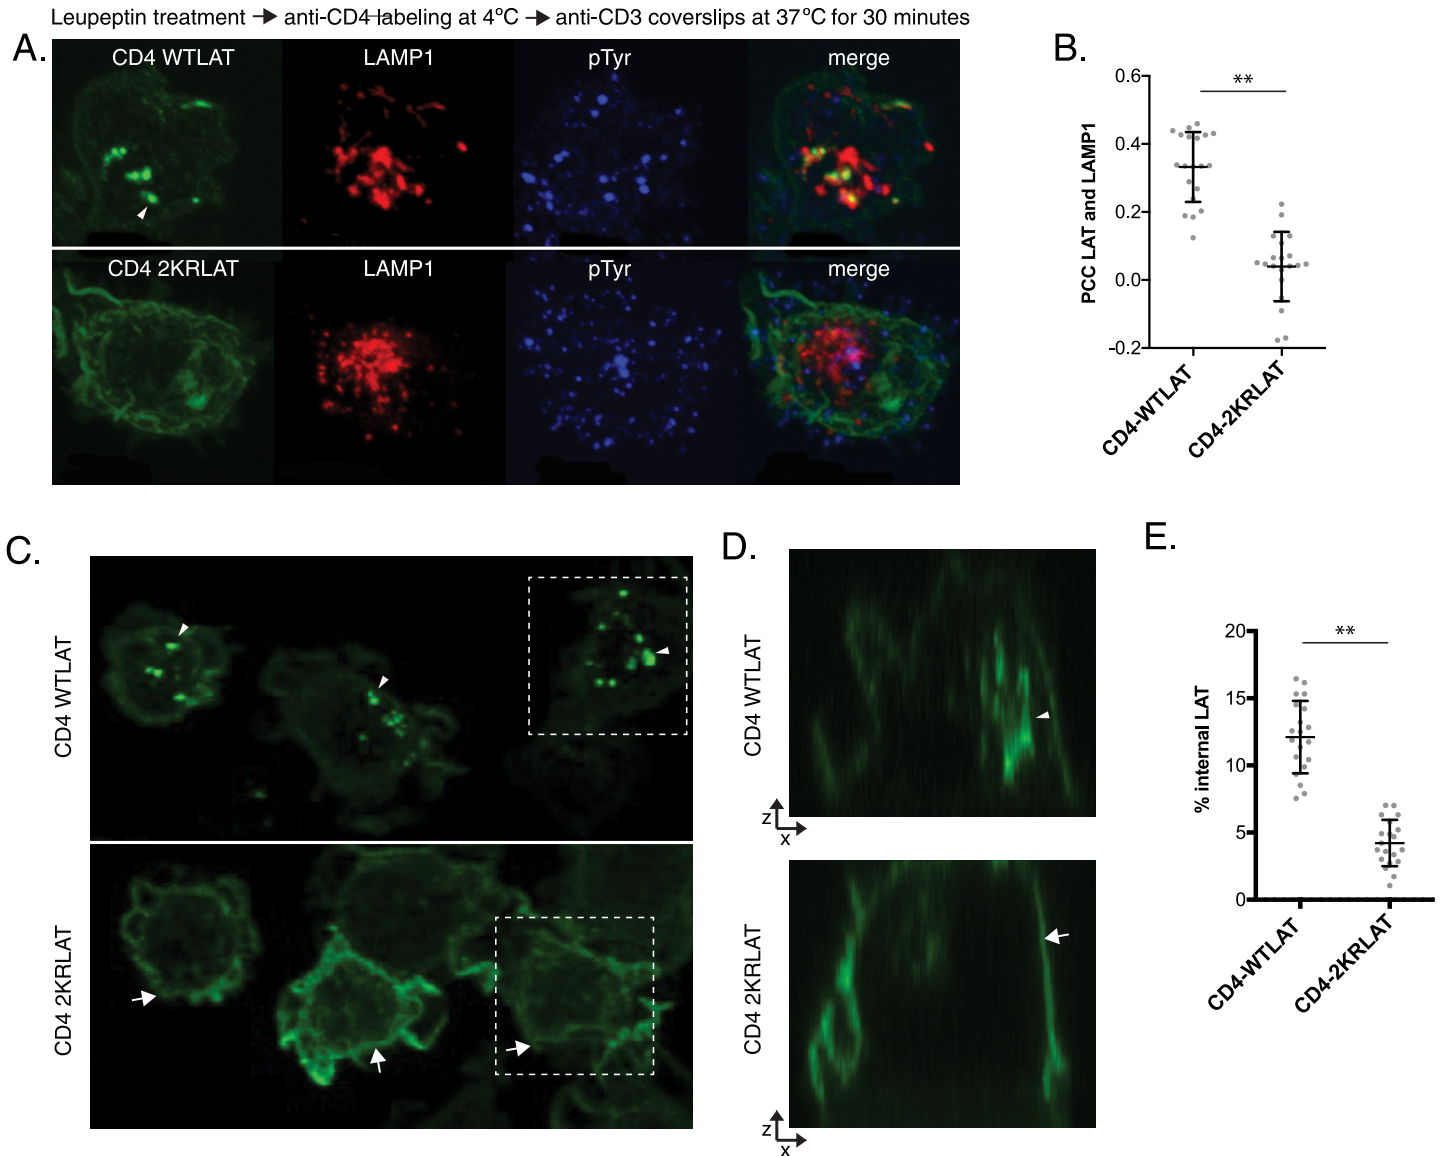 Leupeptin treatment → anti-CD4 labeling at 4°C → anti-CD3 coverslips at 37°C for 30 minutes
A.
CD4 WTLAT LAMP1 pTyr merge
CD4 2KRLAT LAMP1 pTyr merge
B.
0.6
0.4
0.2
0.0
-0.2
PCC LAT and LAMP1
**
CD4-WTLAT
CD4-2KRLAT
C.
CD4 WTLAT
CD4 2KRLAT
D.
CD4 WTLAT
z
x
CD4 2KRLAT
z
x
E.
20
15
10
5
0
% internal LAT
**
CD4-WTLAT
CD4-2KRLAT